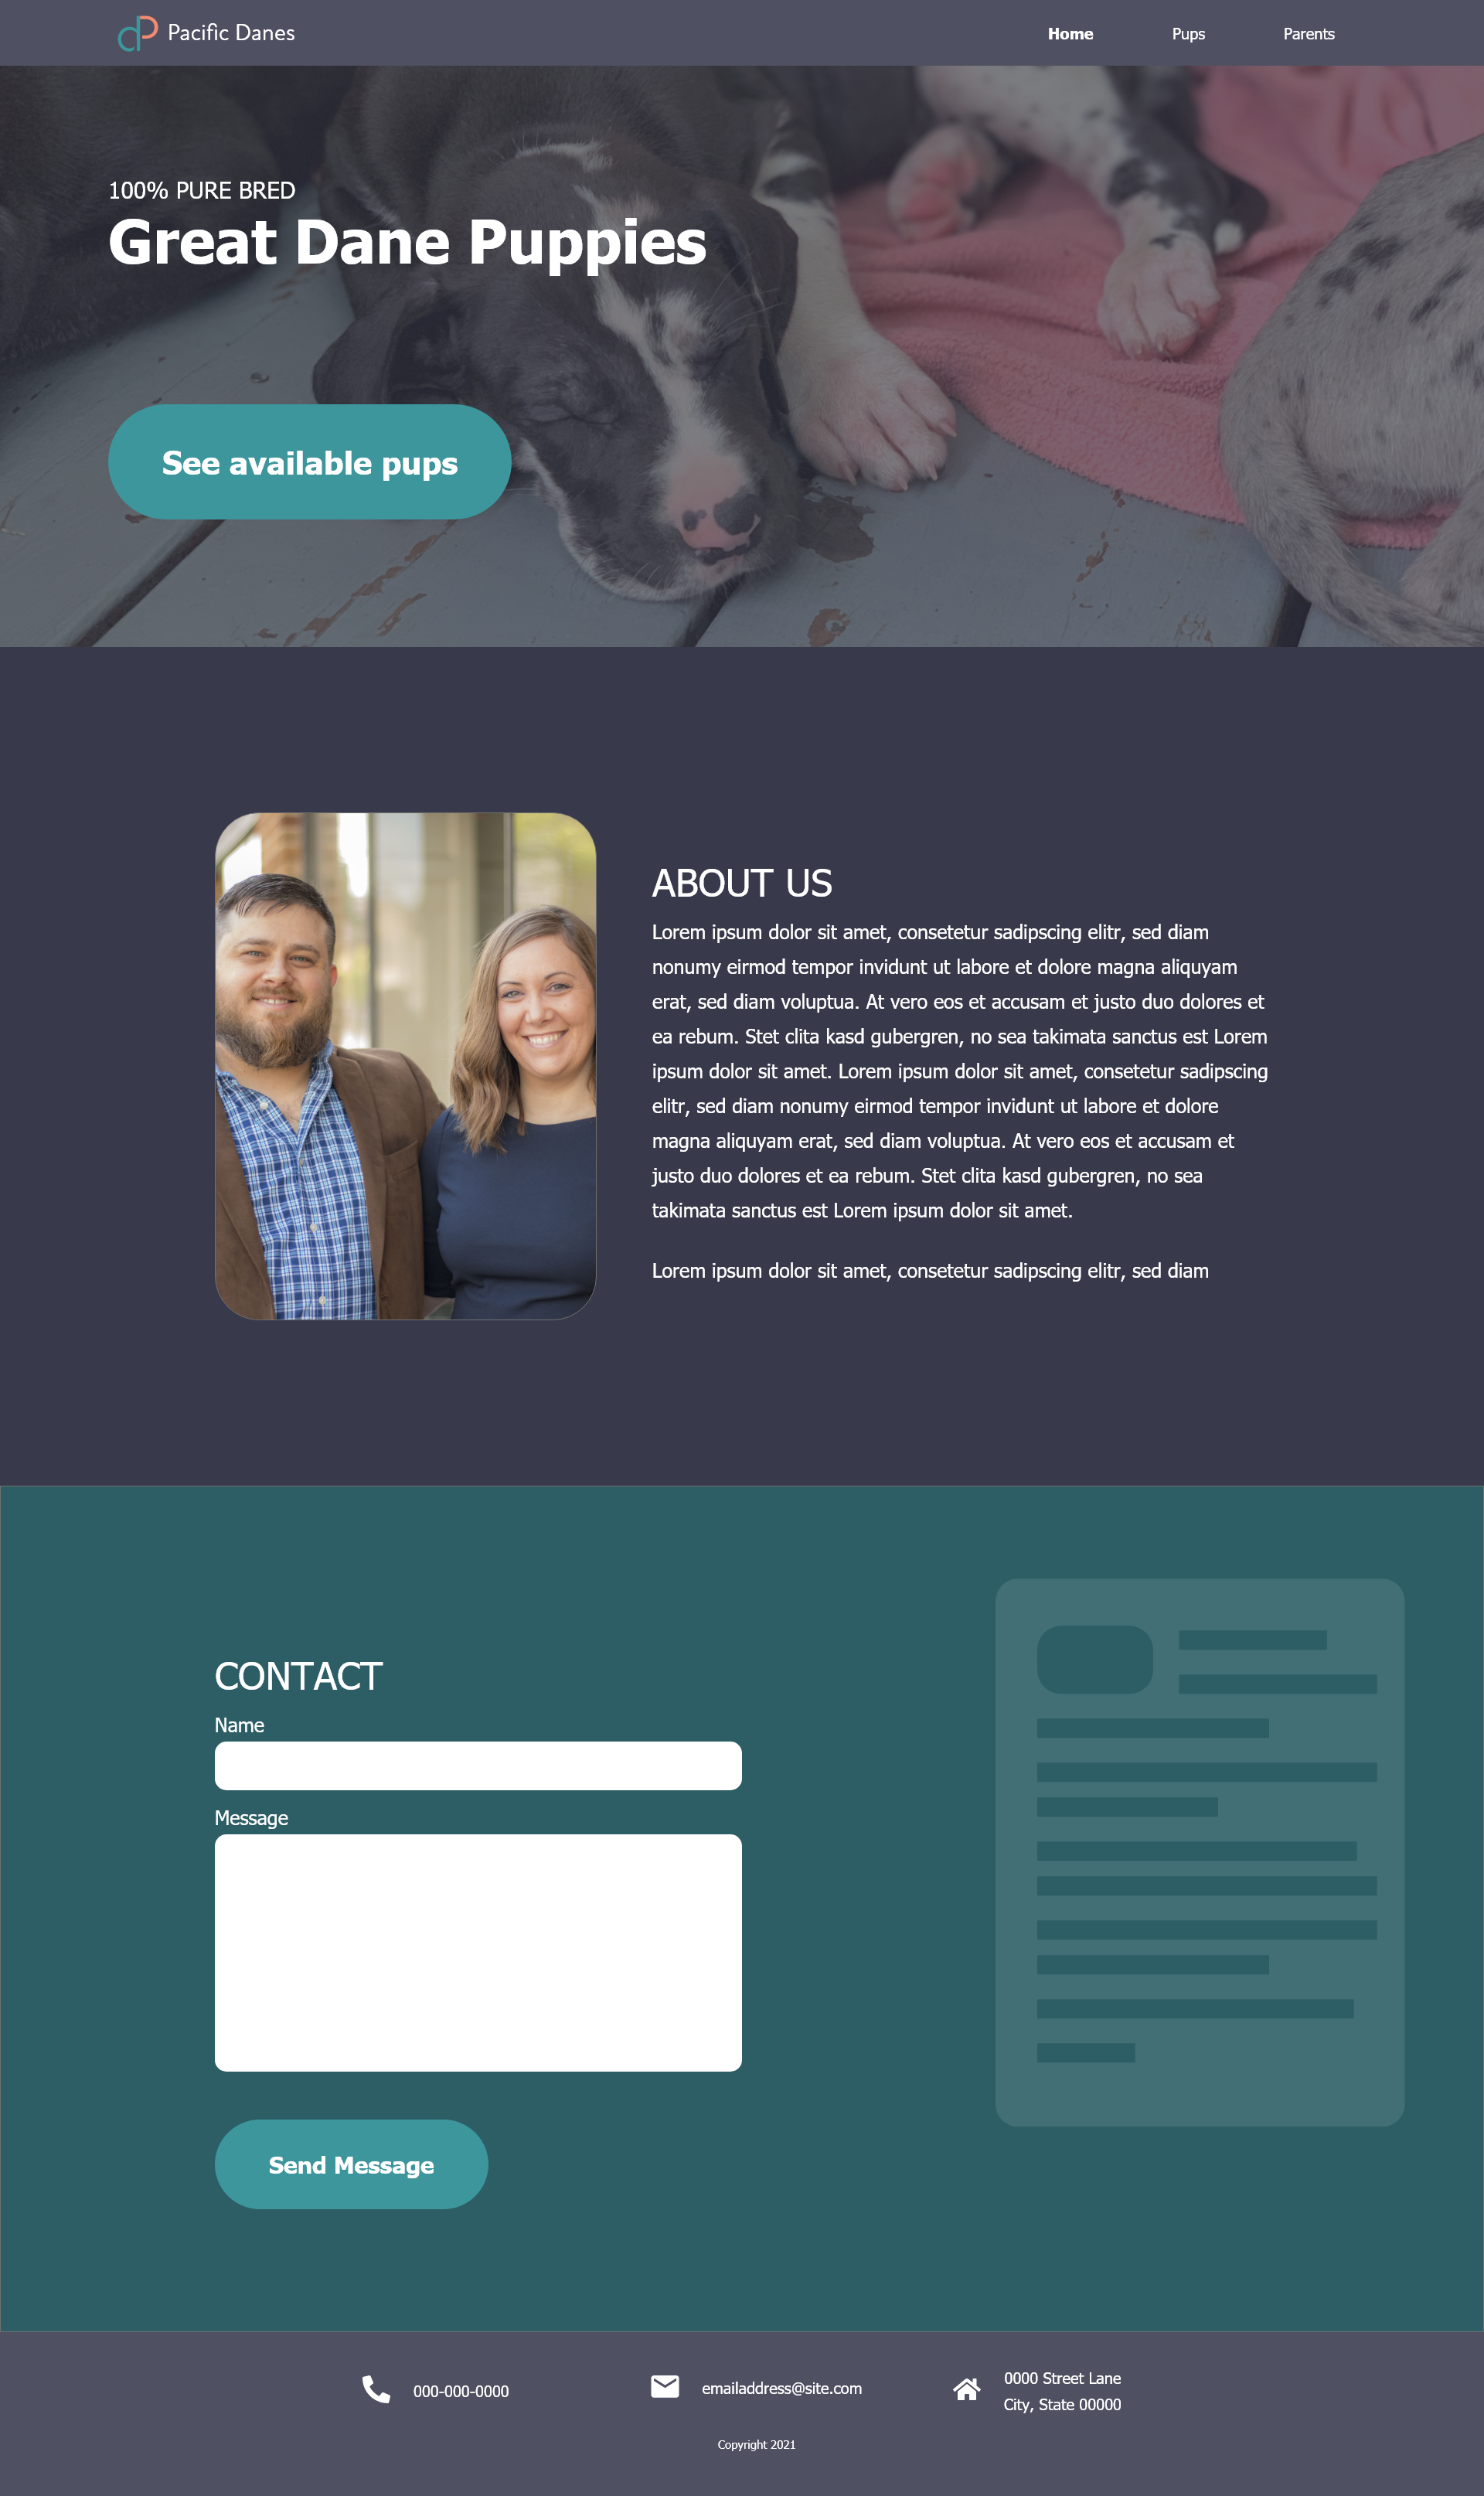 Pacific Danes
Home
Pups
Parents
100% PURE BRED
Great Dane Puppies
See available pups
ABOUT US
Lorem ipsum dolor sit amet, consetetur sadipscing elitr, sed diam
nonumy eirmod tempor invidunt ut labore et dolore magna aliquyam
erat, sed diam voluptua. At vero eos et accusam et justo duo dolores et
ea rebum. Stet clita kasd gubergren, no sea takimata sanctus est Lorem
ipsum dolor sit amet. Lorem ipsum dolor sit amet, consetetur sadipscing
elitr, sed diam nonumy eirmod tempor invidunt ut labore et dolore
magna aliquyam erat, sed diam voluptua. At vero eos et accusam et
justo duo dolores et ea rebum. Stet clita kasd gubergren, no sea
takimata sanctus est Lorem ipsum dolor sit amet.
Lorem ipsum dolor sit amet, consetetur sadipscing elitr, sed diam
CONTACT
Name
Message
Send Message
000-000-0000
emailaddress@site.com
0000 Street Lane
City, State 00000
Copyright 2021